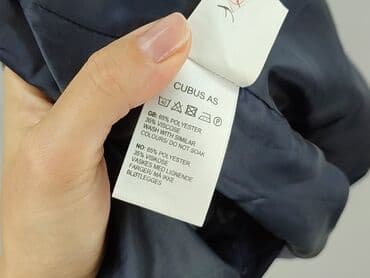 CUBUS AS
GB: 65% POLYESTER
35% VISCOSE
WASH WITH SIMILAR
COLOURS/ DO NOT SOAK
NO: 65% POLYESTER
35% VISKOSE
VASKES MED LIGNENDE
FARGER/ MÅ IKKE
BLØTLEGGES